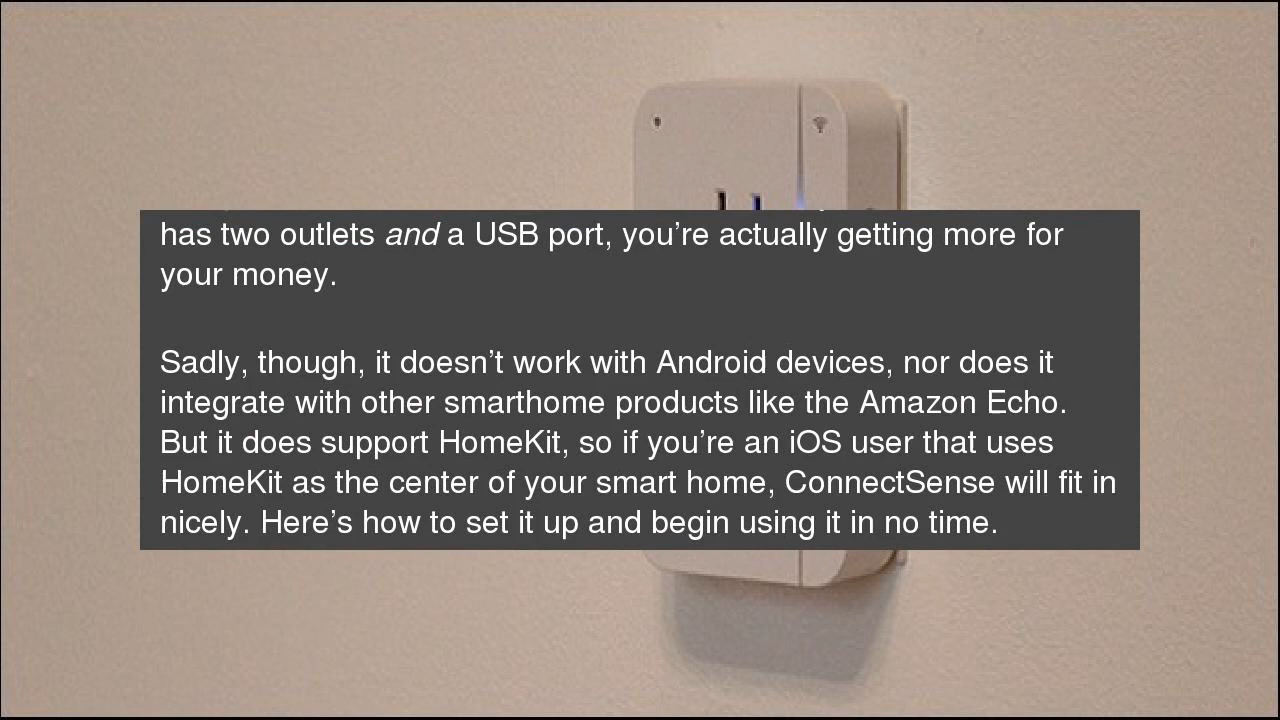 has two outlets and a USB port, you’re actually getting more for
your money.
Sadly, though, it doesn’t work with Android devices, nor does it
integrate with other smarthome products like the Amazon Echo.
But it does support HomeKit, so if you’re an iOS user that uses
HomeKit as the center of your smart home, ConnectSense will fit in
nicely. Here’s how to set it up and begin using it in no time.